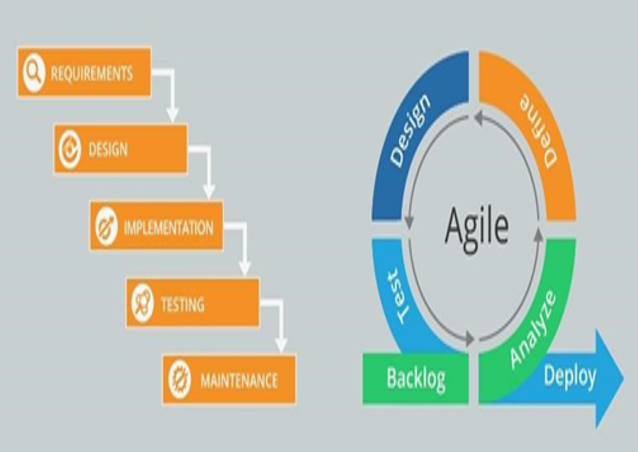 REQUIREMENTS
DESIGN
IMPLEMENTATION
TESTING
MAINTENANCE
Design
Define
Agile
Test
Analyze
Backlog
Deploy